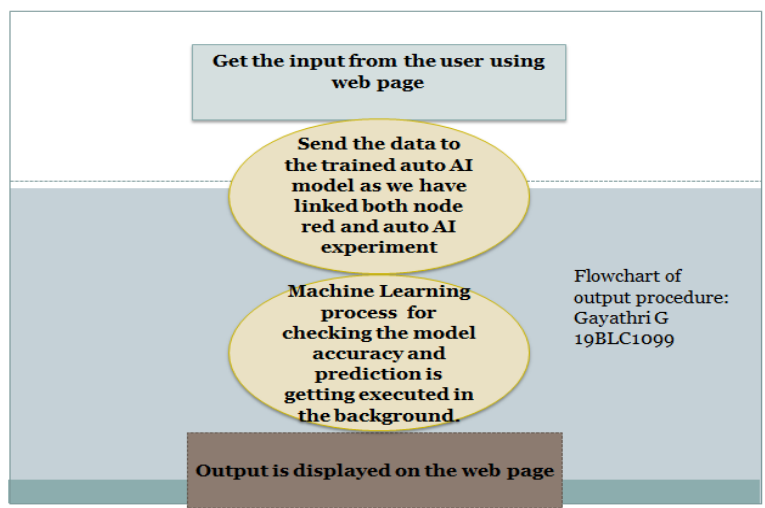 Get the input from the user using
web page
Send the data to
the trained auto AI
model as we have
linked both node
red and auto AI
experiment
Machine Learning
process for
checking the model
accuracy and
prediction is
getting executed in
the background.
Flowchart of
output procedure:
Gayathri G
19BLC1099
Output is displayed on the web page